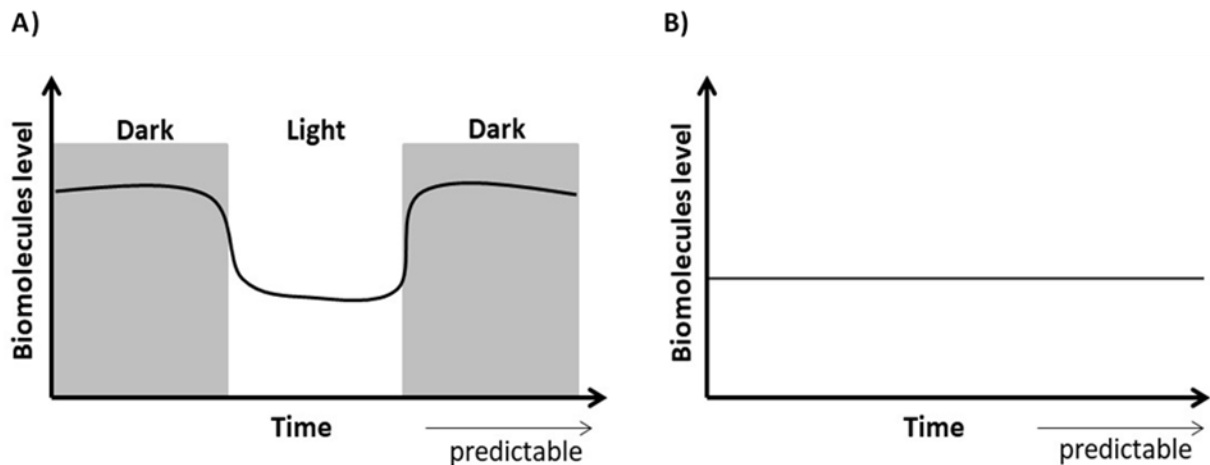 A)
Biomolecules level
Dark
Light
Dark
Time
predictable
B)
Biomolecules level
Time
predictable